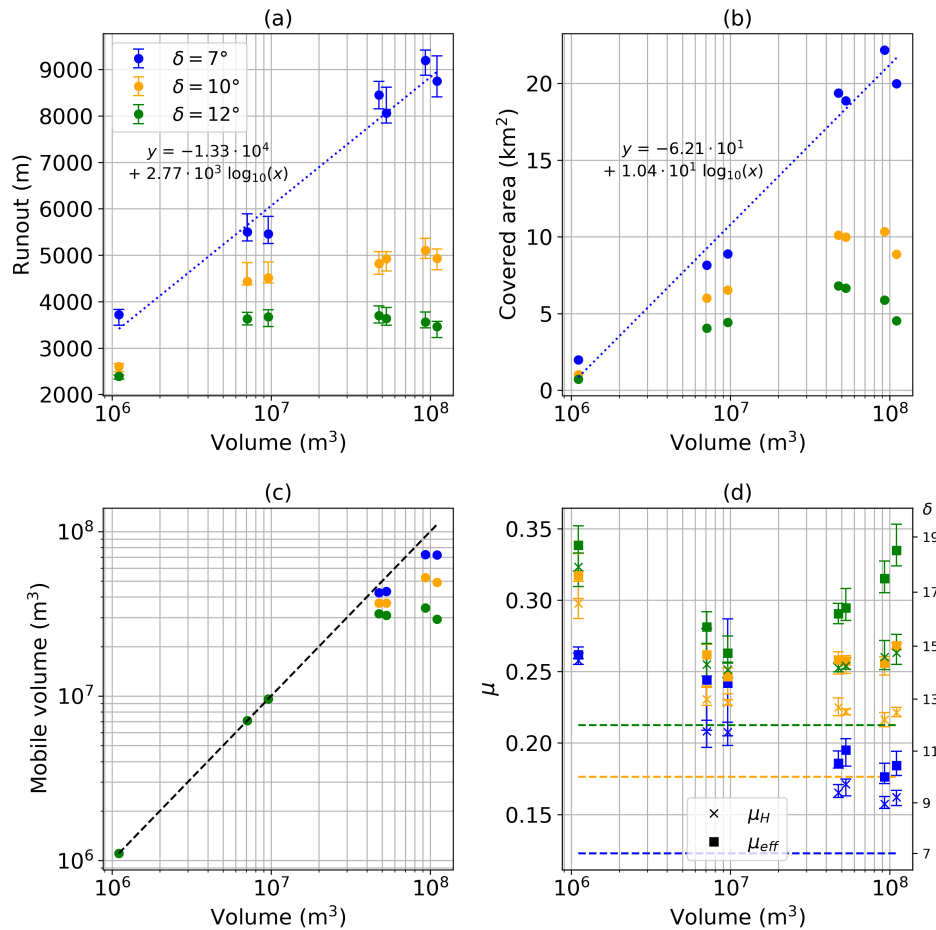 (a)
δ = 7°
δ = 10°
δ = 12°
y = −1.33 · 10⁴
+ 2.77 · 10³ log₁₀(x)
9000
8000
7000
6000
5000
4000
3000
2000
Runout (m)
10⁶
10⁷
10⁸
Volume (m³)
(b)
y = −6.21 · 10¹
+ 1.04 · 10¹ log₁₀(x)
20
15
10
5
0
Covered area (km²)
10⁶
10⁷
10⁸
Volume (m³)
(c)
10⁸
10⁷
10⁶
Mobile volume (m³)
10⁶
10⁷
10⁸
Volume (m³)
(d)
0.35
0.30
0.25
0.20
0.15
μ
δ
19
17
15
13
11
9
7
μ_H
μ_eff
10⁶
10⁷
10⁸
Volume (m³)